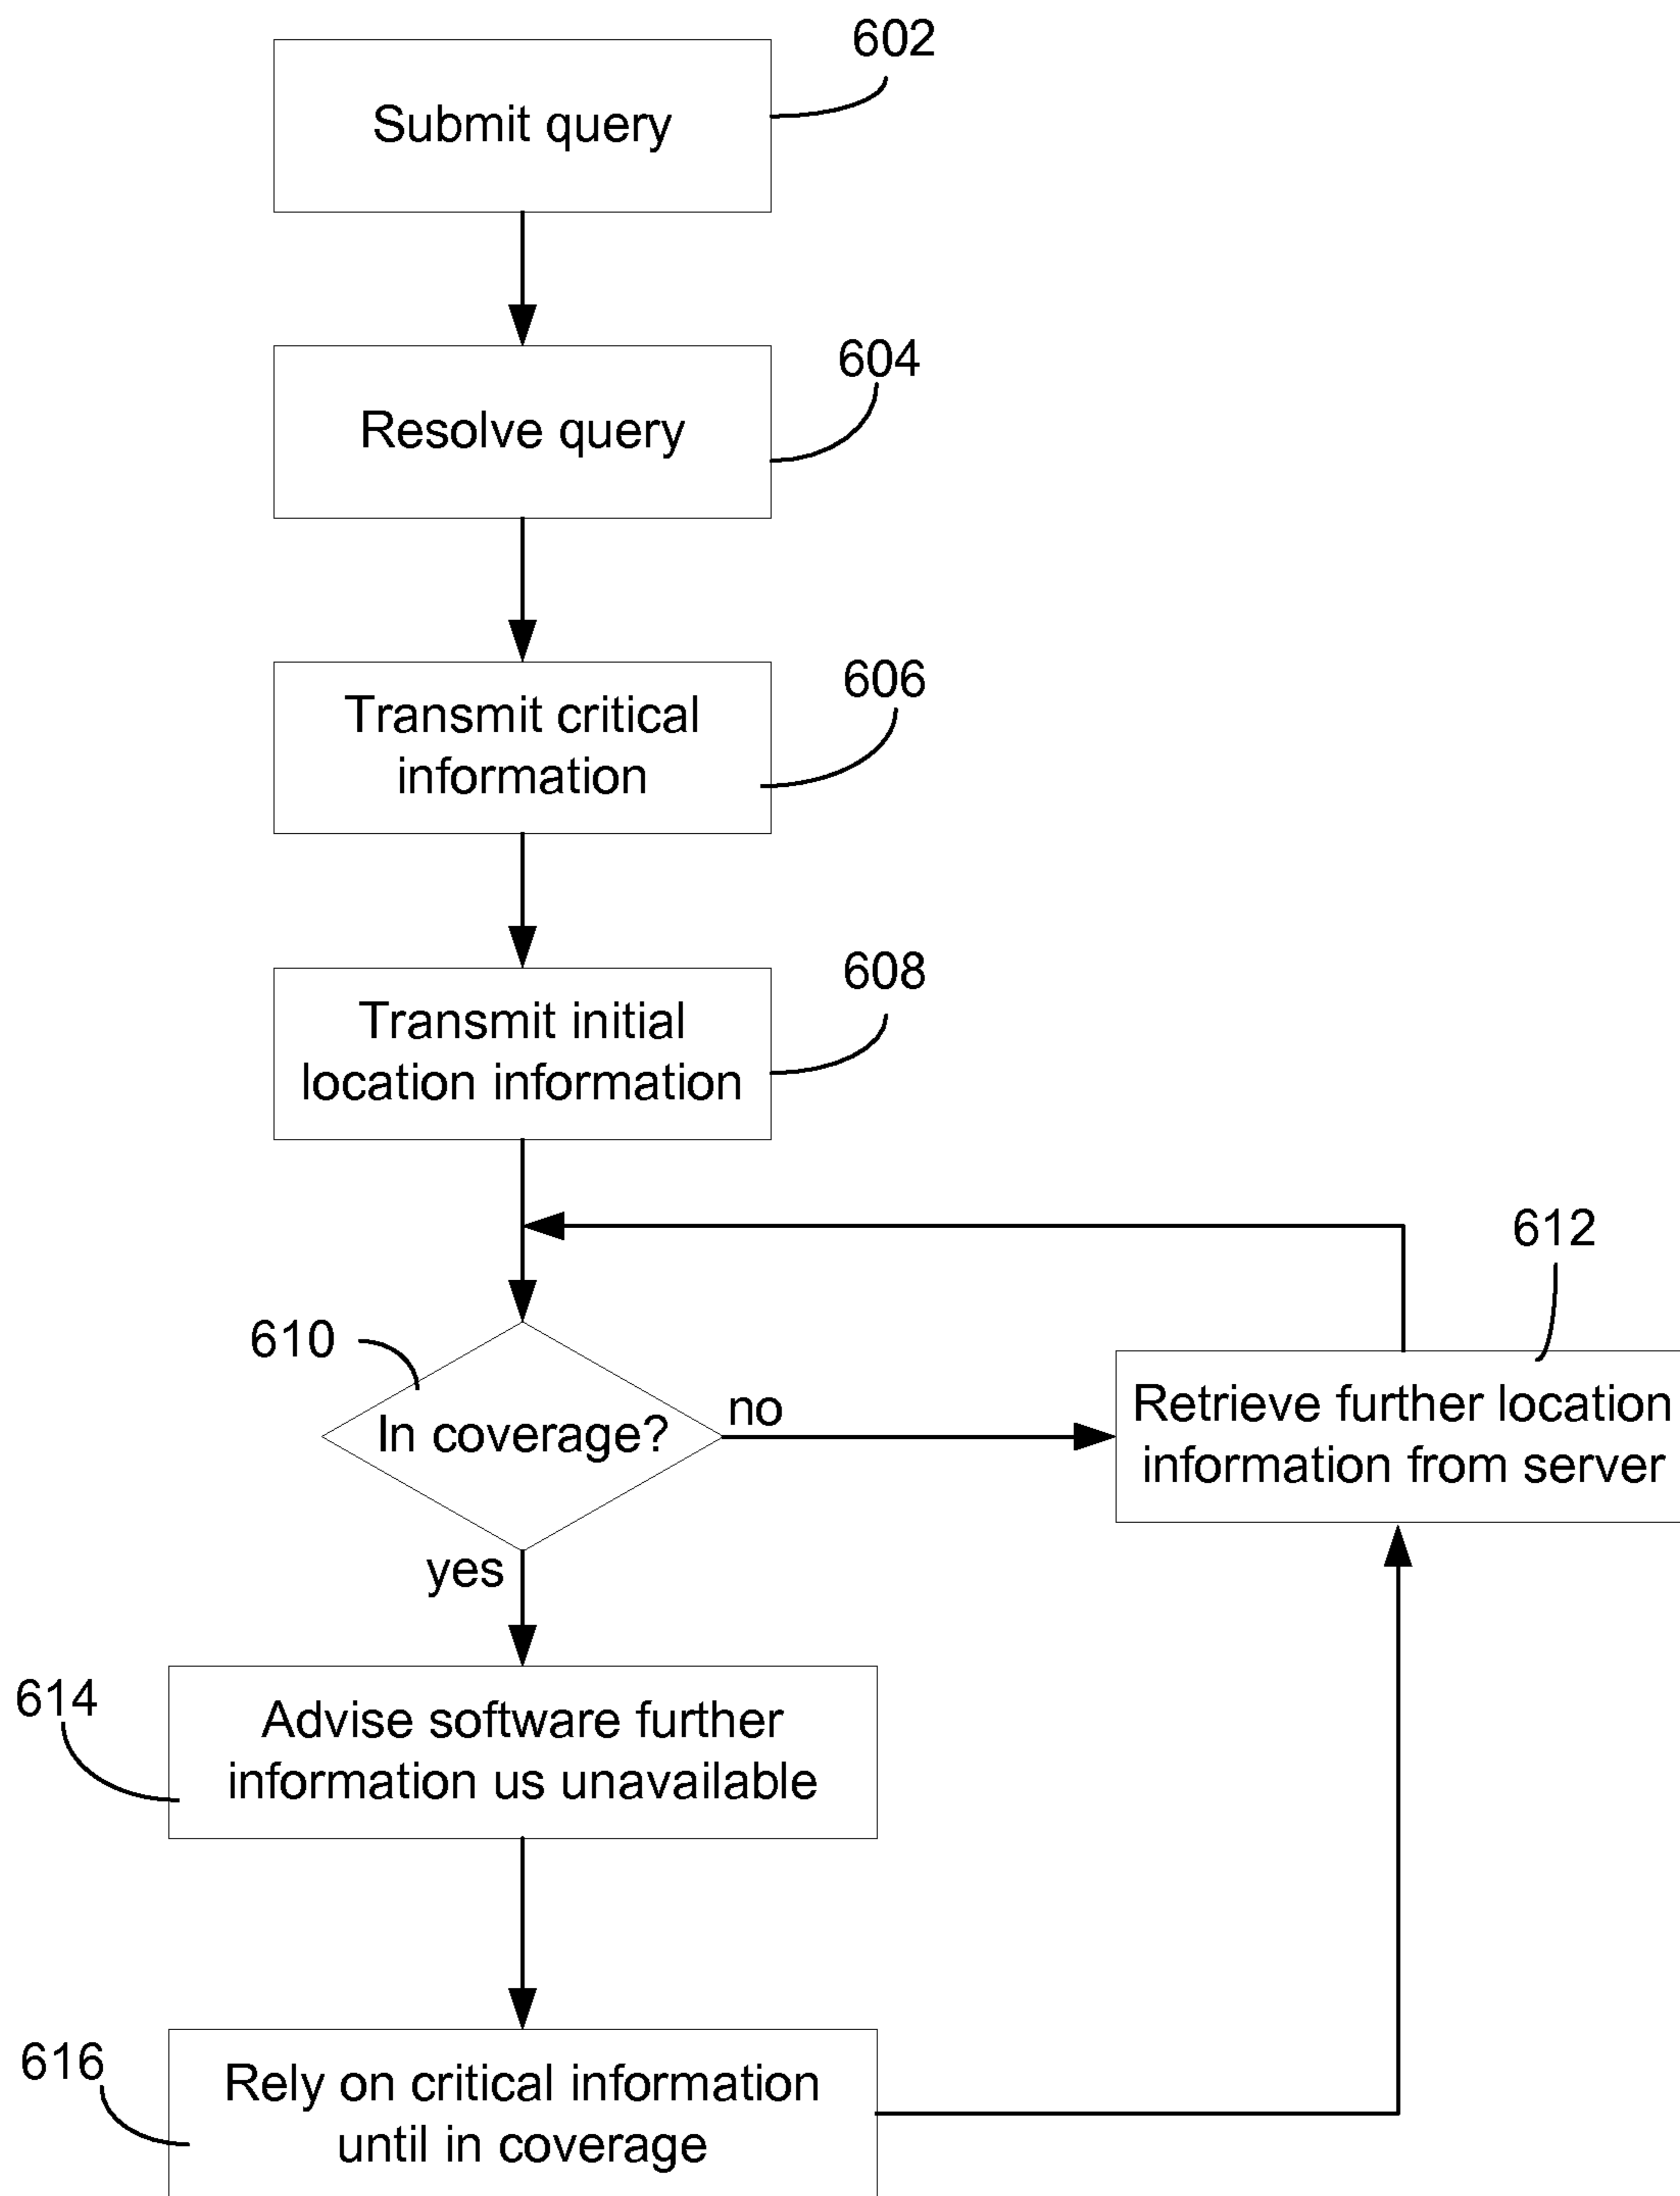 602
Submit query
604
Resolve query
606
Transmit critical
information
608
Transmit initial
location information
612
610
In coverage?
no
Retrieve further location
information from server
yes
614
Advise software further
information us unavailable
616
Rely on critical information
until in coverage